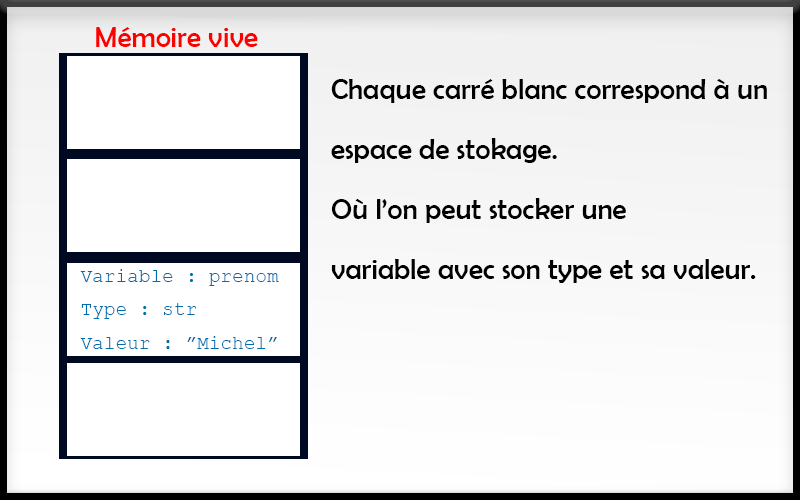 Mémoire vive
Chaque carré blanc correspond à un
espace de stokage.
Où l’on peut stocker une
variable avec son type et sa valeur.
Variable : prenom
Type : str
Valeur : ”Michel”